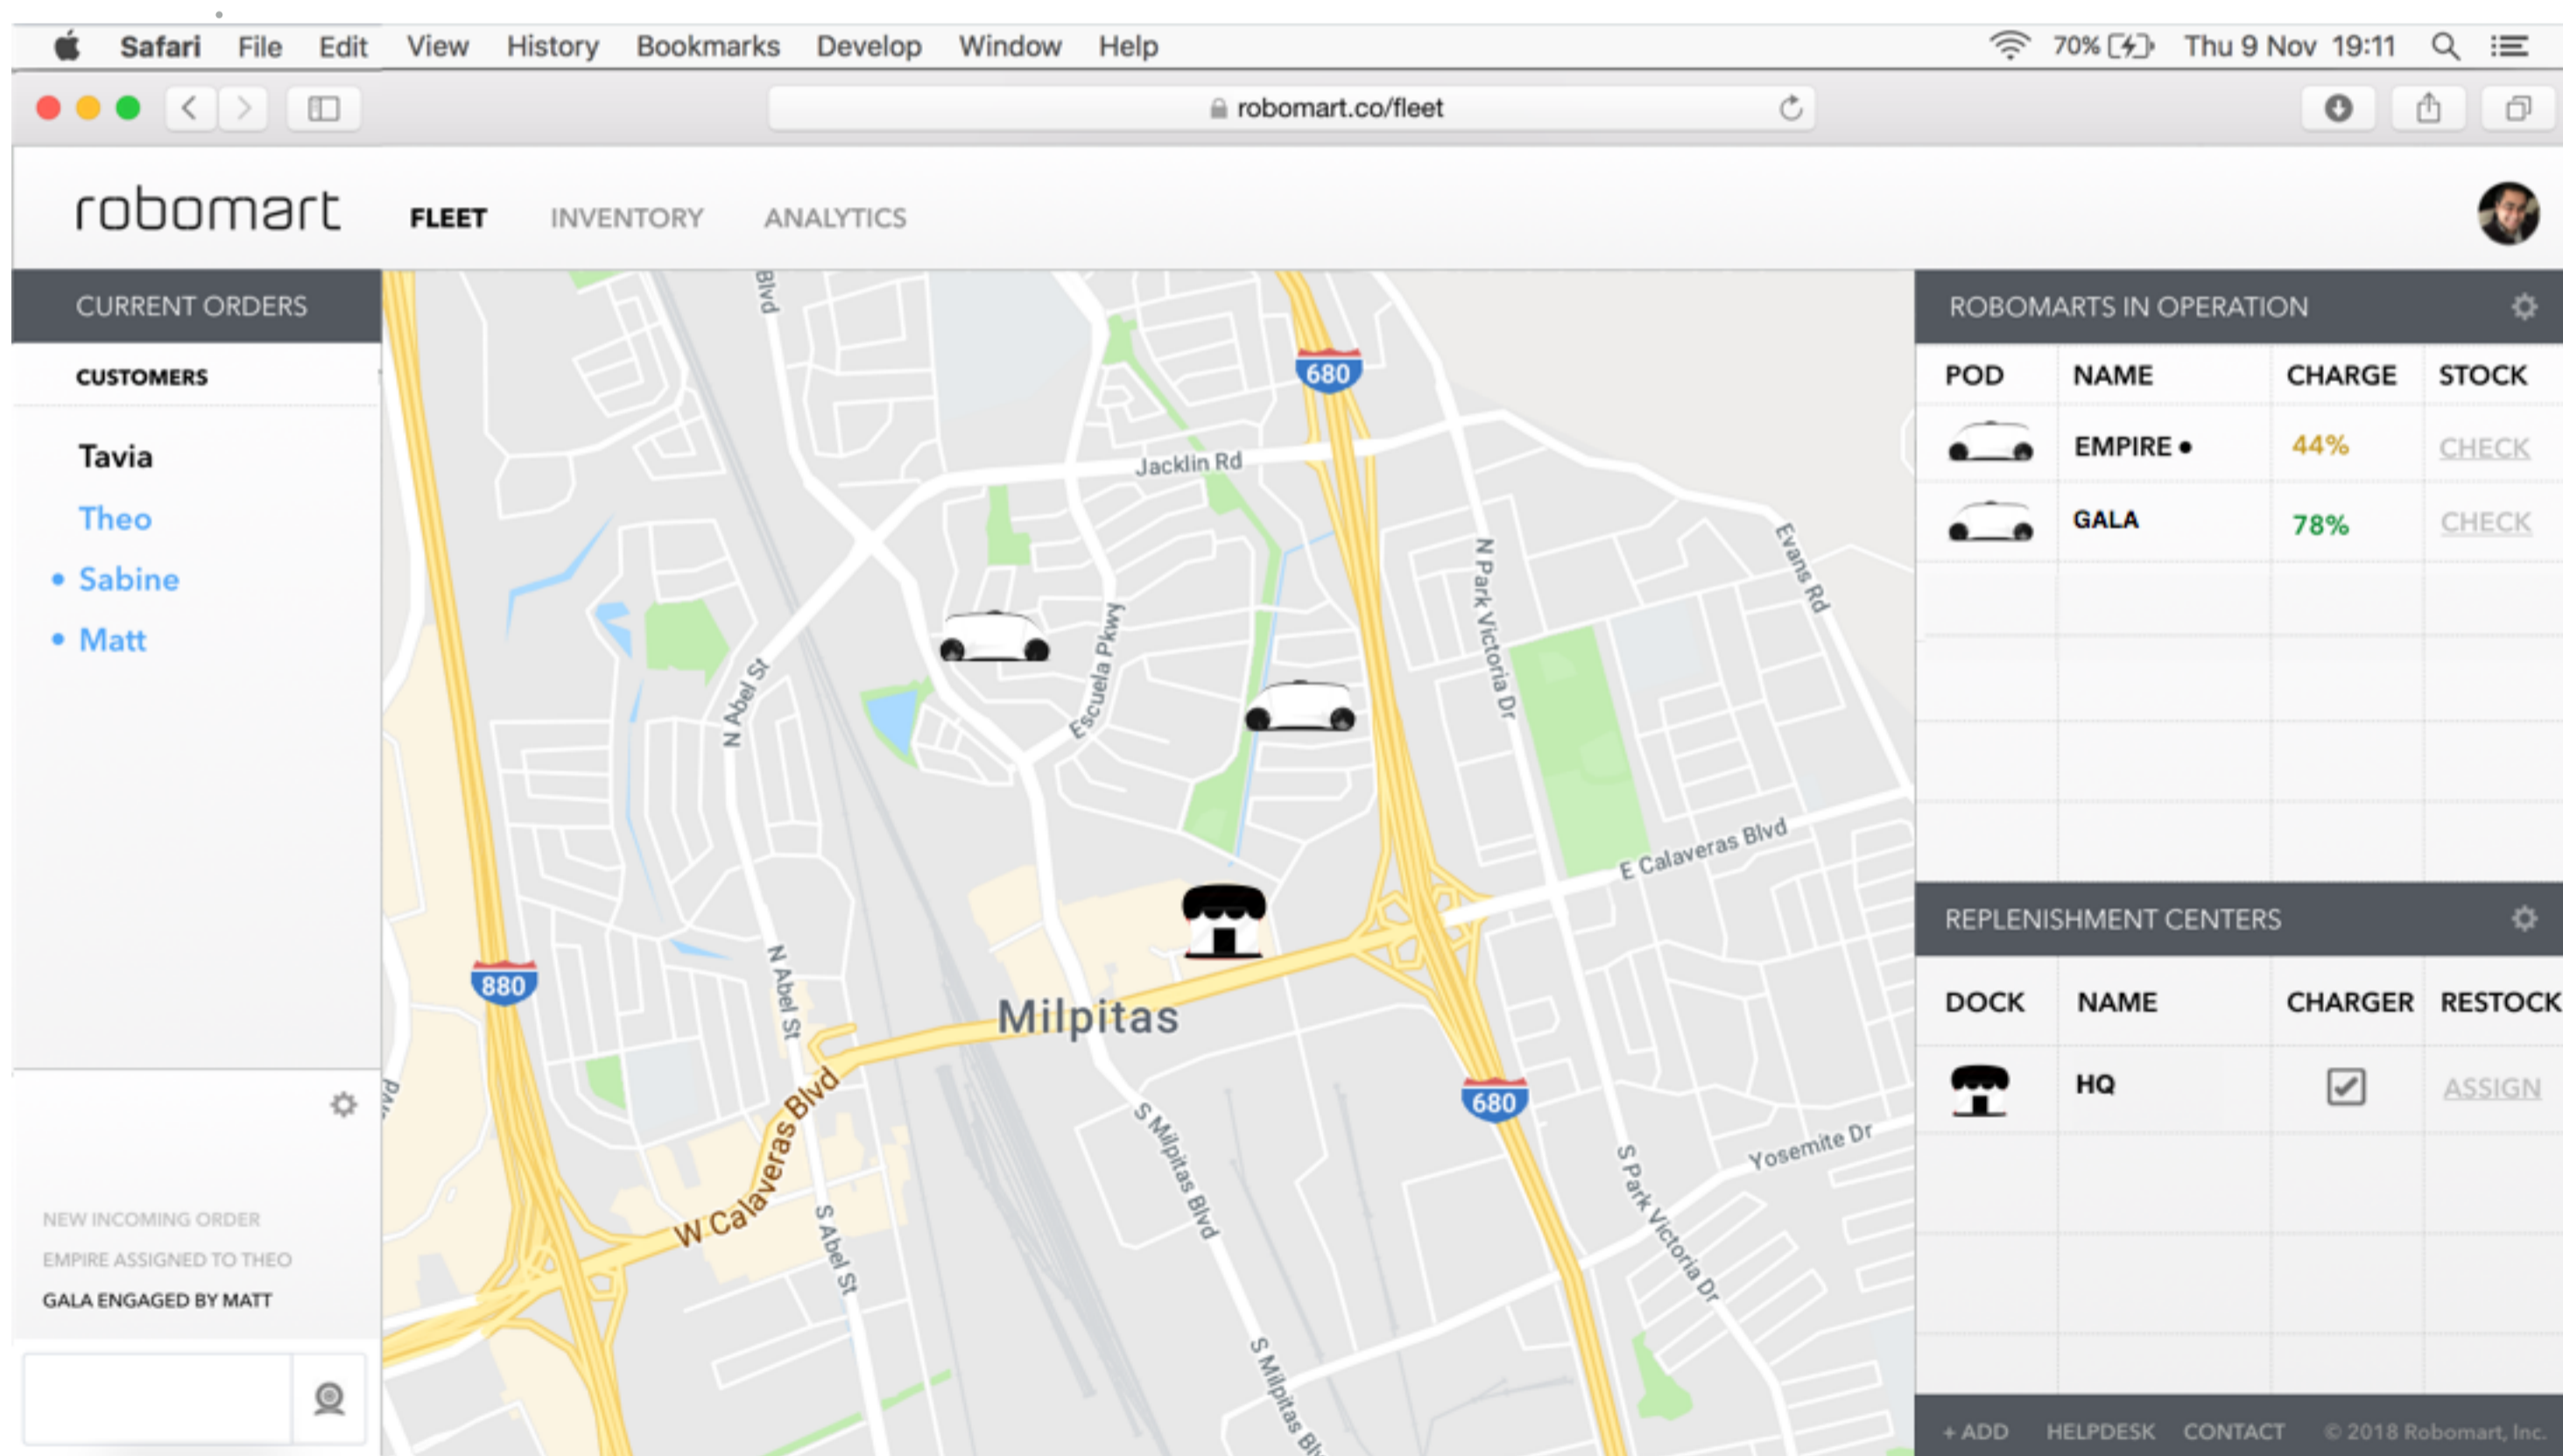 Safari File Edit View History Bookmarks Develop Window Help 70% Thu 9 Nov 19:11
robomart.co/fleet
robomart FLEET INVENTORY ANALYTICS
CURRENT ORDERS
CUSTOMERS
Tavia
Theo
• Sabine
• Matt
NEW INCOMING ORDER
EMPIRE ASSIGNED TO THEO
GALA ENGAGED BY MATT
Blvd
680
Jacklin Rd
Evans Rd
N Park Victoria Dr
Escuela Pkwy
N Abel St
E Calaveras Blvd
880
N Abel St
Milpitas
W Calaveras Blvd
680
S Milpitas Blvd
Yosemite Dr
S Park Victoria Dr
S Abel St
S Milpitas Blv
ROBOMARTS IN OPERATION
POD NAME CHARGE STOCK
EMPIRE • 44% CHECK
GALA 78% CHECK
REPLENISHMENT CENTERS
DOCK NAME CHARGER RESTOCK
HQ ASSIGN
+ ADD HELPDESK CONTACT © 2018 Robomart, Inc.